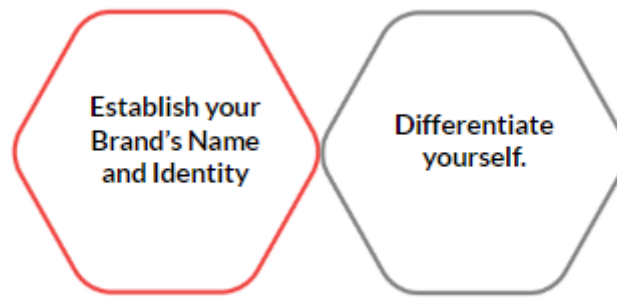 Establish your
Brand’s Name
and Identity
Differentiate
yourself.